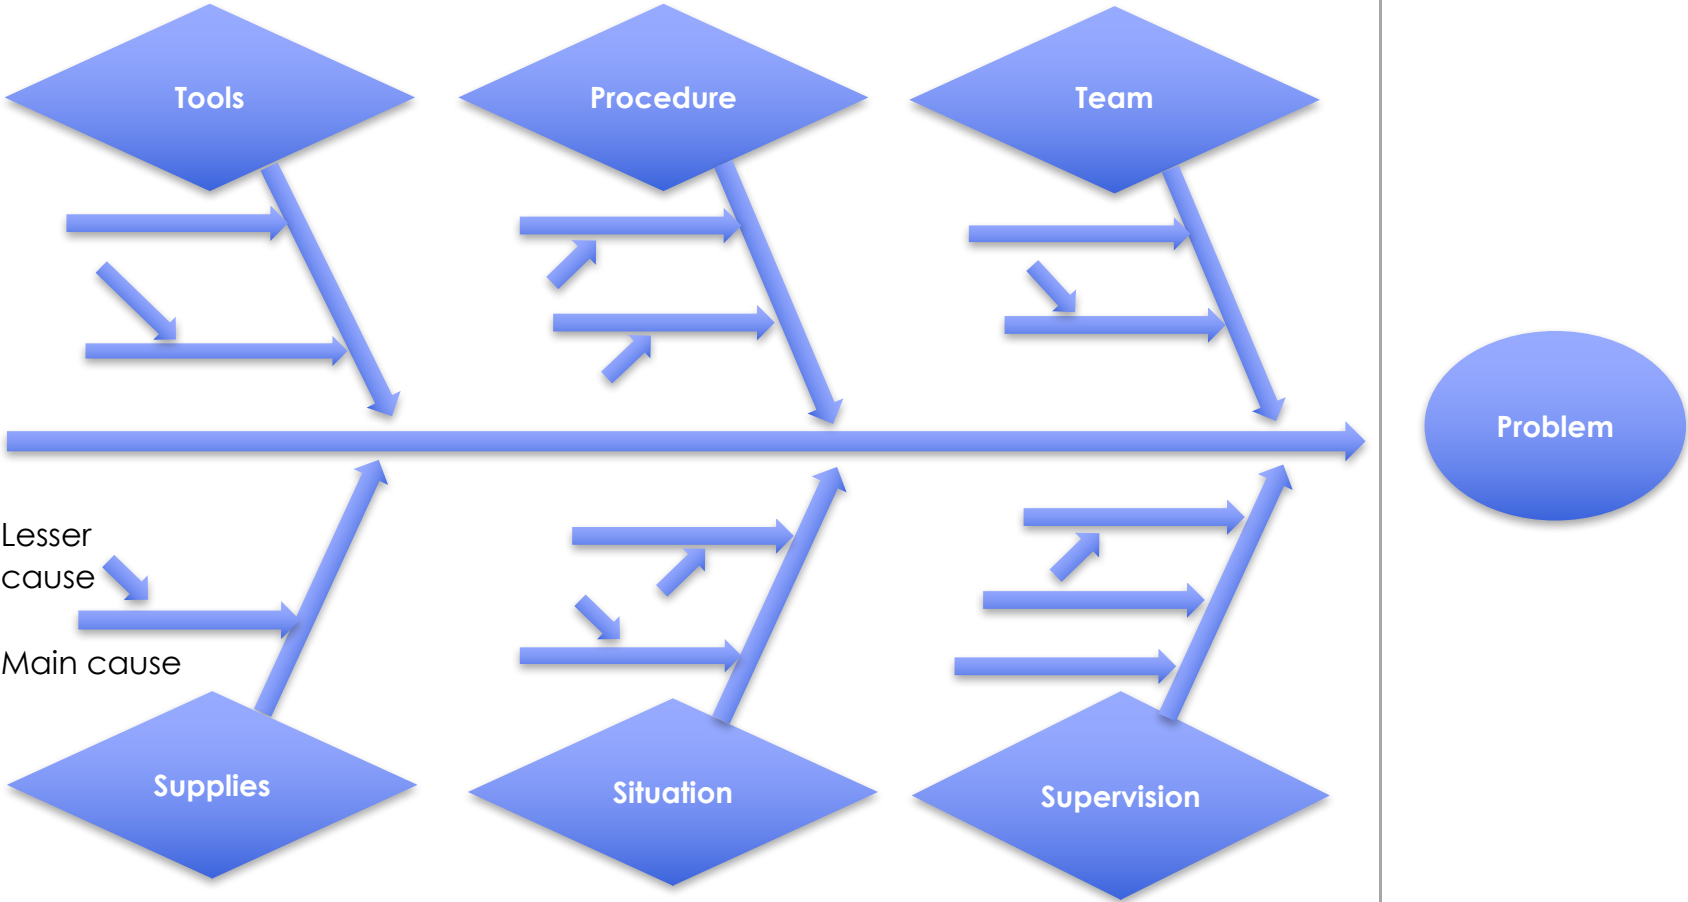 Tools
Procedure
Team
Problem
Lesser
cause
Main cause
Supplies
Situation
Supervision